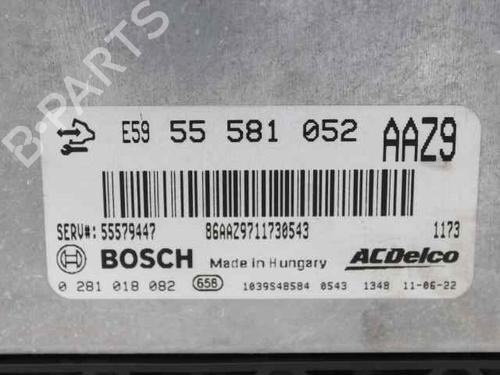 B-PARTS
E59 55 581 052 AAZ9
SERV#:55579447 86AAZ9711730543 1173
BOSCH Made in Hungary ACDelco
0 281 018 082 658 1039S48584 0543 1348 11-06-22